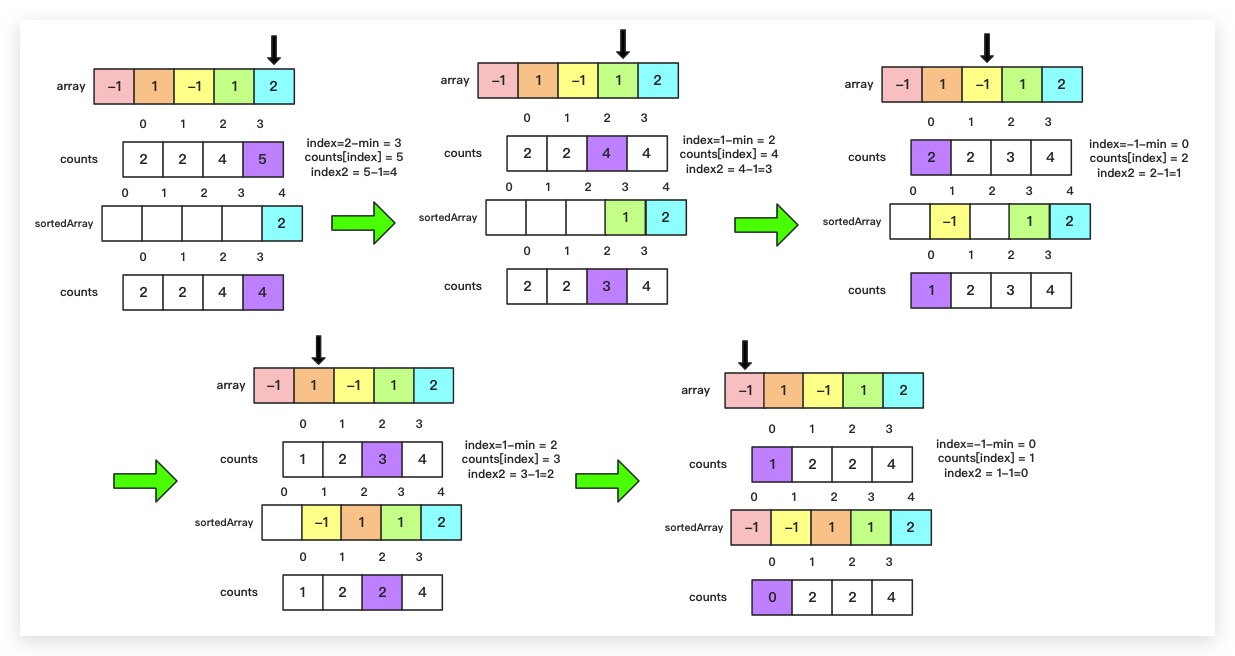 array -1 1 -1 1 2
0 1 2 3
counts 2 2 4 5
index=2-min = 3
counts[index] = 5
index2 = 5-1=4
0 1 2 3 4
sortedArray 2
0 1 2 3
counts 2 2 4 4
array -1 1 -1 1 2
0 1 2 3
counts 2 2 4 4
index=1-min = 2
counts[index] = 4
index2 = 4-1=3
0 1 2 3 4
sortedArray 1 2
0 1 2 3
counts 2 2 3 4
array -1 1 -1 1 2
0 1 2 3
counts 2 2 3 4
index=-1-min = 0
counts[index] = 2
index2 = 2-1=1
0 1 2 3 4
sortedArray -1 1 2
0 1 2 3
counts 1 2 3 4
array -1 1 -1 1 2
0 1 2 3
counts 1 2 3 4
index=1-min = 2
counts[index] = 3
index2 = 3-1=2
0 1 2 3 4
sortedArray -1 1 1 2
0 1 2 3
counts 1 2 2 4
array -1 1 -1 1 2
0 1 2 3
counts 1 2 2 4
index=-1-min = 0
counts[index] = 1
index2 = 1-1=0
0 1 2 3 4
sortedArray -1 -1 1 1 2
0 1 2 3
counts 0 2 2 4